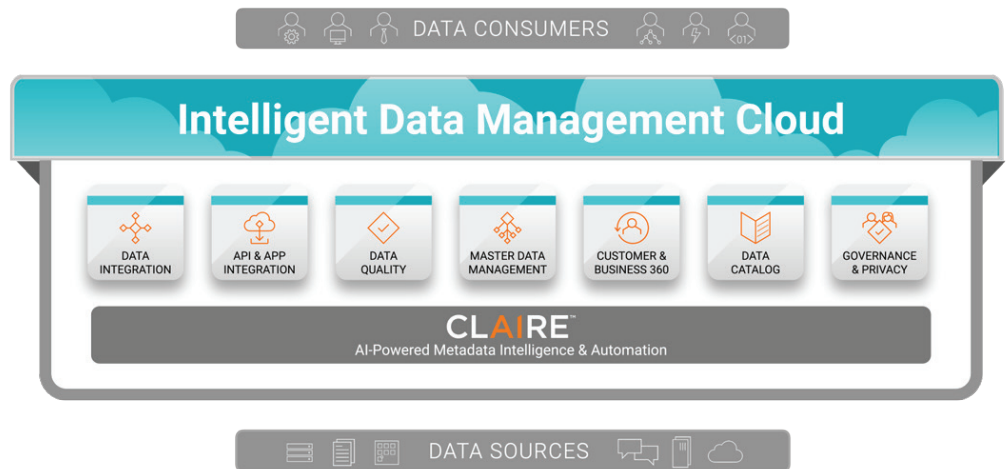 DATA CONSUMERS
<01>
Intelligent Data Management Cloud
DATA
INTEGRATION
API & APP
INTEGRATION
DATA
QUALITY
MASTER DATA
MANAGEMENT
CUSTOMER &
BUSINESS 360
DATA
CATALOG
GOVERNANCE
& PRIVACY
CLAIRE™
AI-Powered Metadata Intelligence & Automation
DATA SOURCES